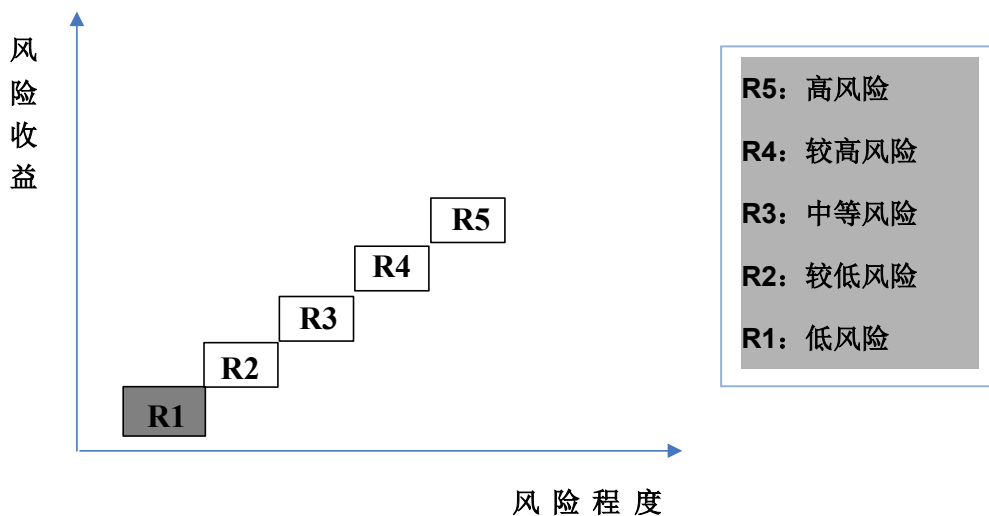 风
险
收
益
R5
R4
R3
R2
R1
风 险 程 度
R5：高风险
R4：较高风险
R3：中等风险
R2：较低风险
R1：低风险